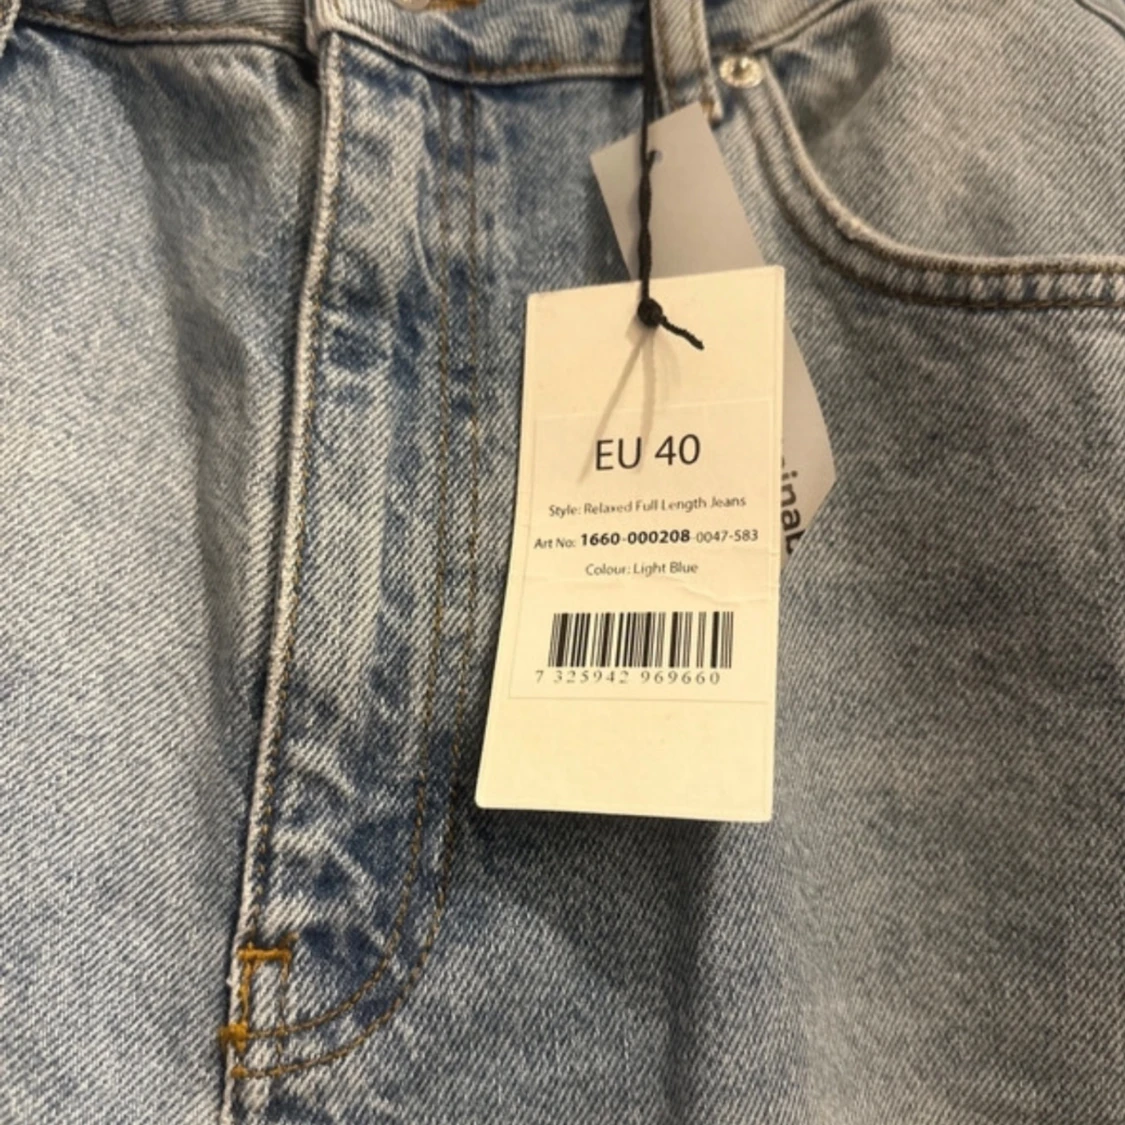 EU 40
Style: Relaxed Full Length Jeans
Art No: 1660-000208-0047-583
Colour: Light Blue
7 325942 969660